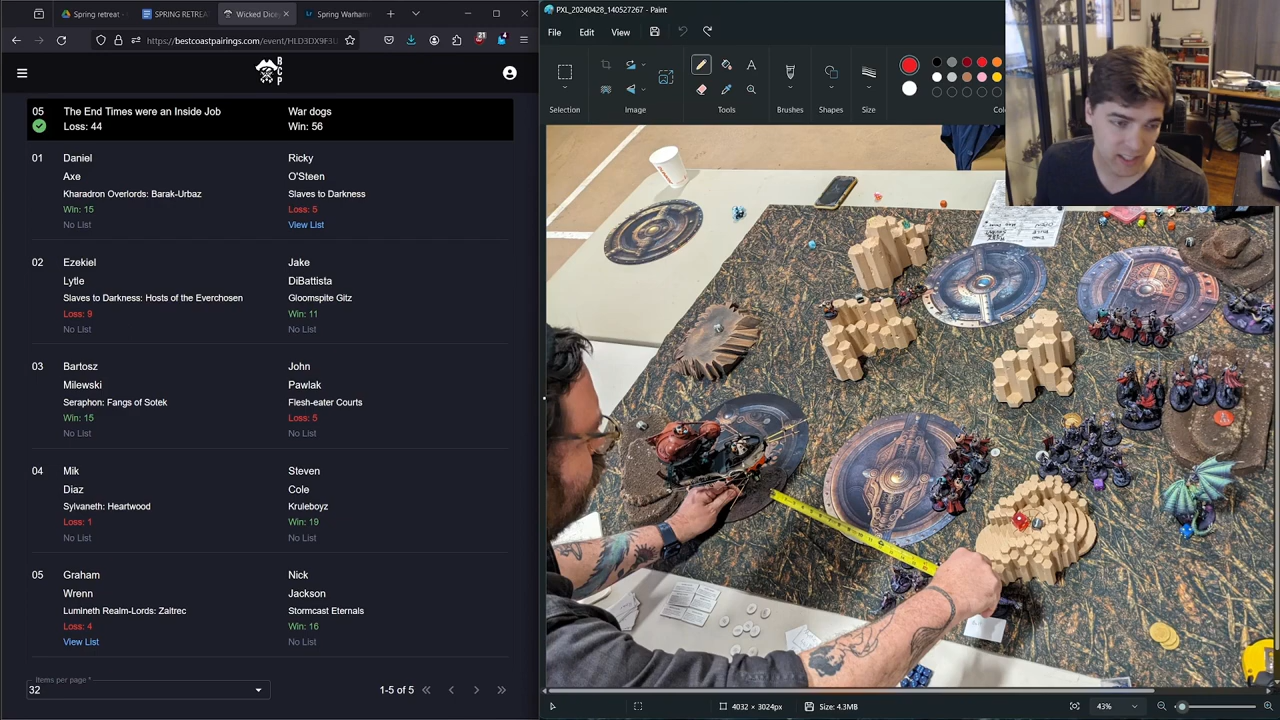 Spring retreat
SPRING RETREA
Wicked Dice
Spring Warham
PXL_20240428_140527267 - Paint
https://bestcoastpairings.com/event/HLD3DX9F3
21
File
Edit
View
BCP
Selection
Image
Tools
Brushes
Shapes
Size
Co
05
The End Times were an Inside Job
War dogs
Loss: 44
Win: 56
01
Daniel
Ricky
Axe
O'Steen
Kharadron Overlords: Barak-Urbaz
Slaves to Darkness
Win: 15
Loss: 5
No List
View List
02
Ezekiel
Jake
Lytle
DiBattista
Slaves to Darkness: Hosts of the Everchosen
Gloomspite Gitz
Loss: 9
Win: 11
No List
No List
03
Bartosz
John
Milewski
Pawlak
Seraphon: Fangs of Sotek
Flesh-eater Courts
Win: 15
Loss: 5
No List
No List
04
Mik
Steven
Diaz
Cole
Sylvaneth: Heartwood
Kruleboyz
Loss: 1
Win: 19
No List
No List
05
Graham
Nick
Wrenn
Jackson
Lumineth Realm-Lords: Zaitrec
Stormcast Eternals
Loss: 4
Win: 16
View List
No List
Items per page *
32
1-5 of 5
4032 × 3024px
Size: 4.3MB
43%